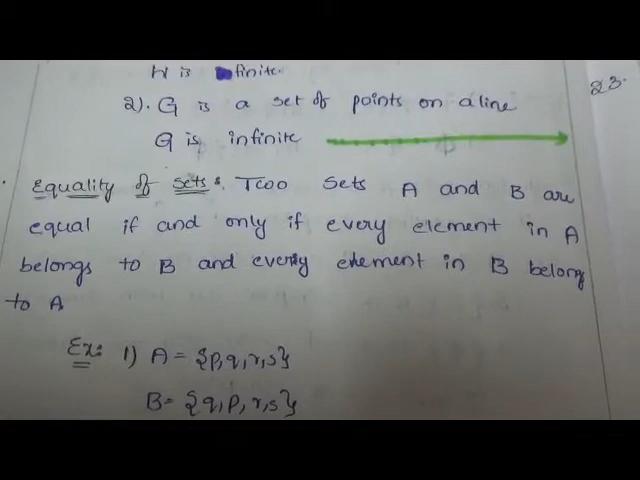 H is finite.
2). G is a set of points on a line
G is infinite
23.
Equality of sets: Two sets A and B are
equal if and only if every element in A
belongs to B and every element in B belong
to A
Ex: 1) A = {p, q, r, s}
B = {q, p, r, s}